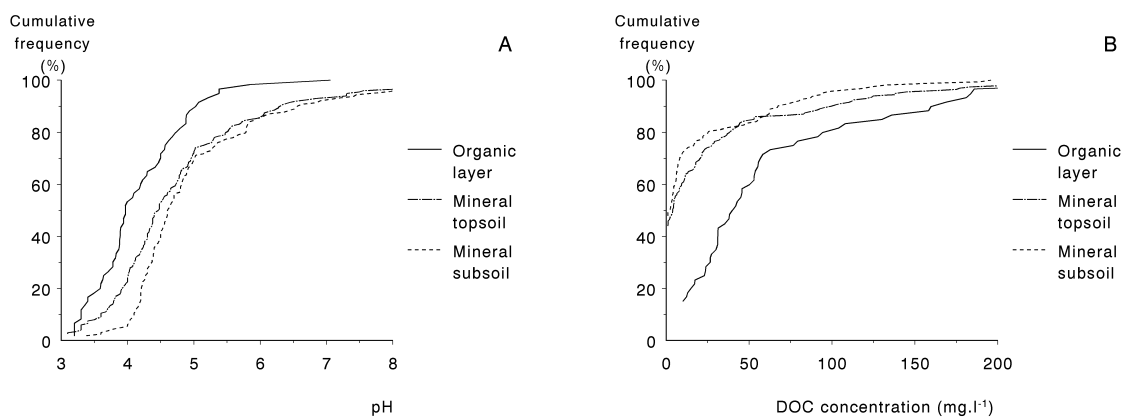 Cumulative
frequency
(%)
A
100
80
60
40
20
0
3 4 5 6 7 8
pH
Organic
layer
Mineral
topsoil
Mineral
subsoil
Cumulative
frequency
(%)
B
100
80
60
40
20
0
0 50 100 150 200
DOC concentration (mg.l⁻¹)
Organic
layer
Mineral
topsoil
Mineral
subsoil